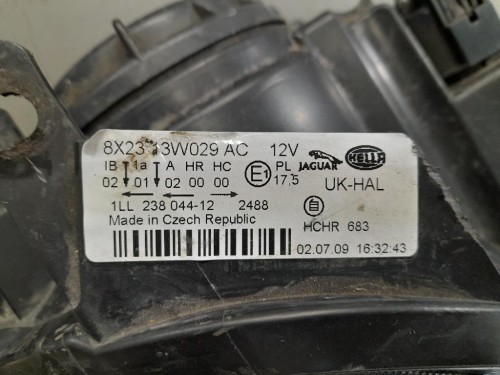 8X23 13W029 AC 12V
IB 1a A HR HC E1 PL JAGUAR HELLA
02 01 02 00 00 17,5 UK-HAL
1LL 238 044-12 2488
Made in Czech Republic HCHR 683
02.07.09 16:32:43